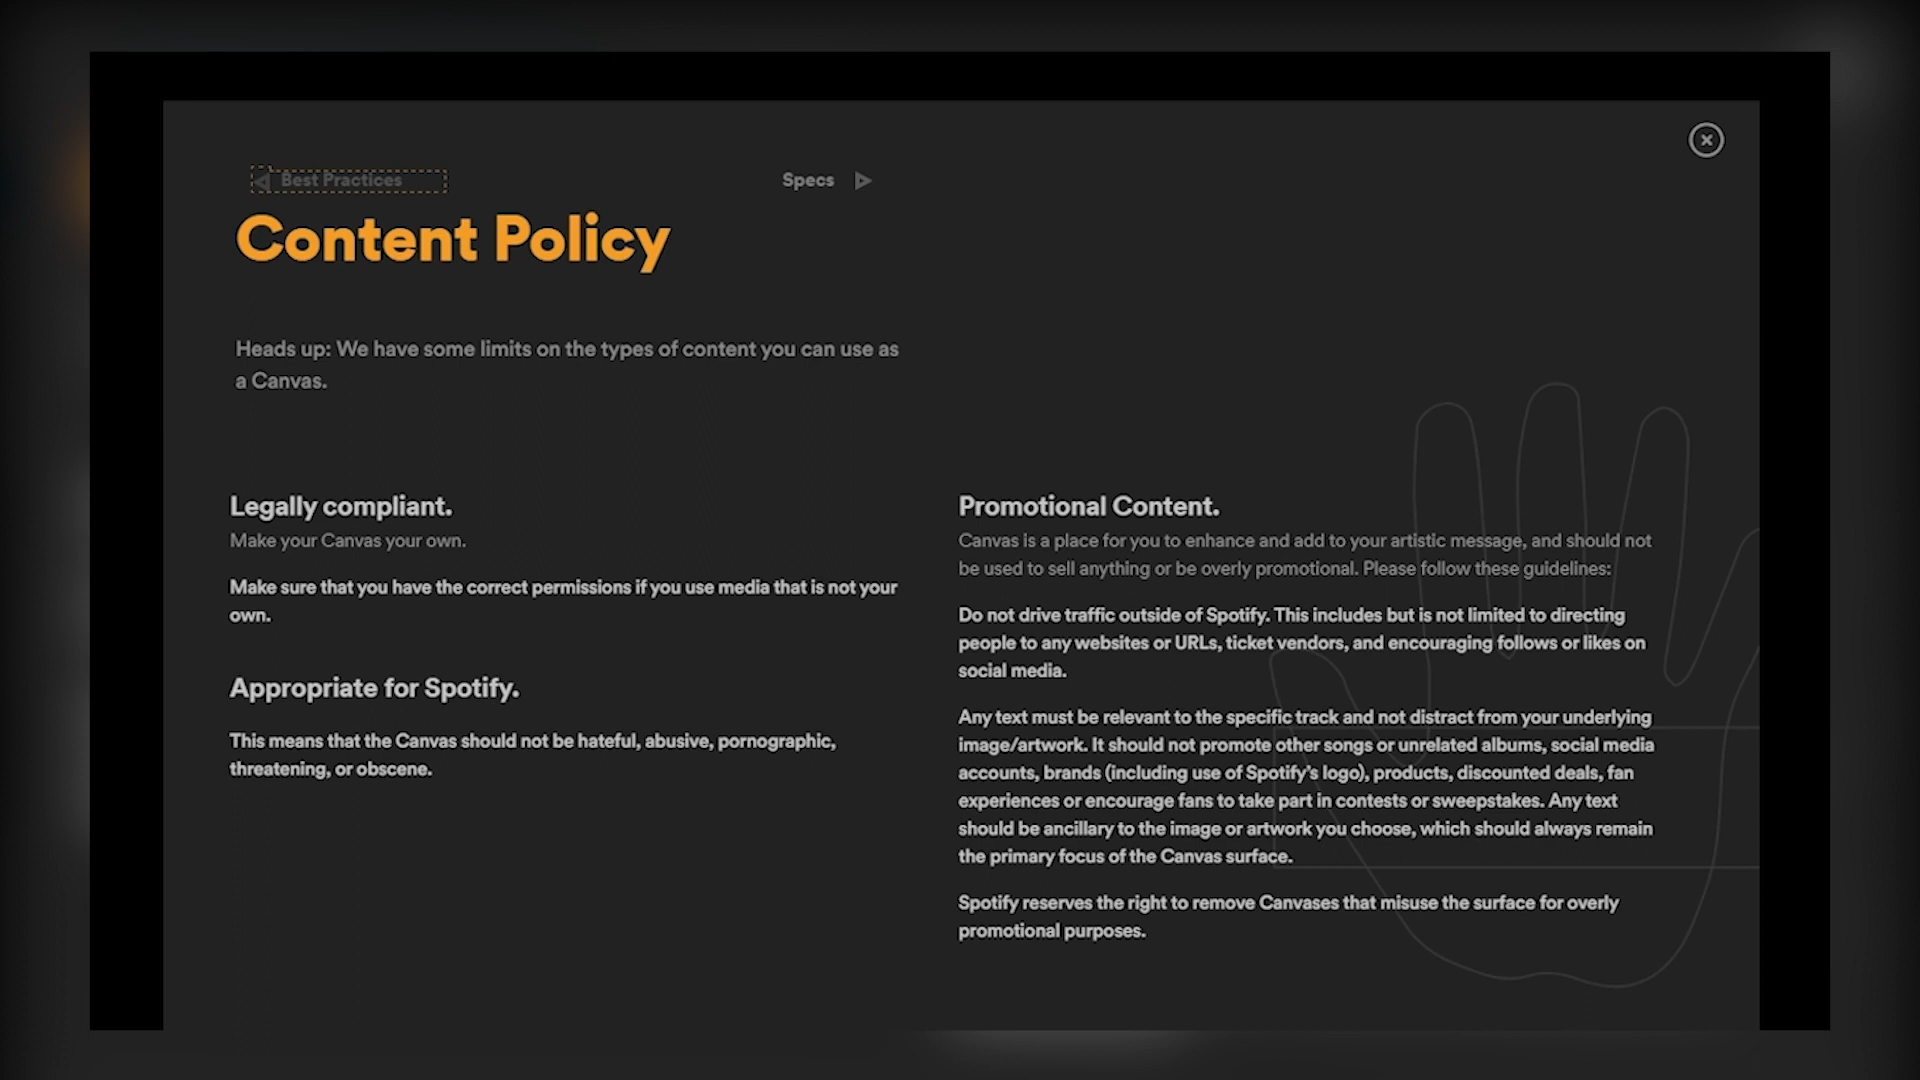 Best Practices
Specs
Content Policy
Heads up: We have some limits on the types of content you can use as
a Canvas.
Legally compliant.
Make your Canvas your own.
Make sure that you have the correct permissions if you use media that is not your
own.
Appropriate for Spotify.
This means that the Canvas should not be hateful, abusive, pornographic,
threatening, or obscene.
Promotional Content.
Canvas is a place for you to enhance and add to your artistic message, and should not
be used to sell anything or be overly promotional. Please follow these guidelines:
Do not drive traffic outside of Spotify. This includes but is not limited to directing
people to any websites or URLs, ticket vendors, and encouraging follows or likes on
social media.
Any text must be relevant to the specific track and not distract from your underlying
image/artwork. It should not promote other songs or unrelated albums, social media
accounts, brands (including use of Spotify's logo), products, discounted deals, fan
experiences or encourage fans to take part in contests or sweepstakes. Any text
should be ancillary to the image or artwork you choose, which should always remain
the primary focus of the Canvas surface.
Spotify reserves the right to remove Canvases that misuse the surface for overly
promotional purposes.